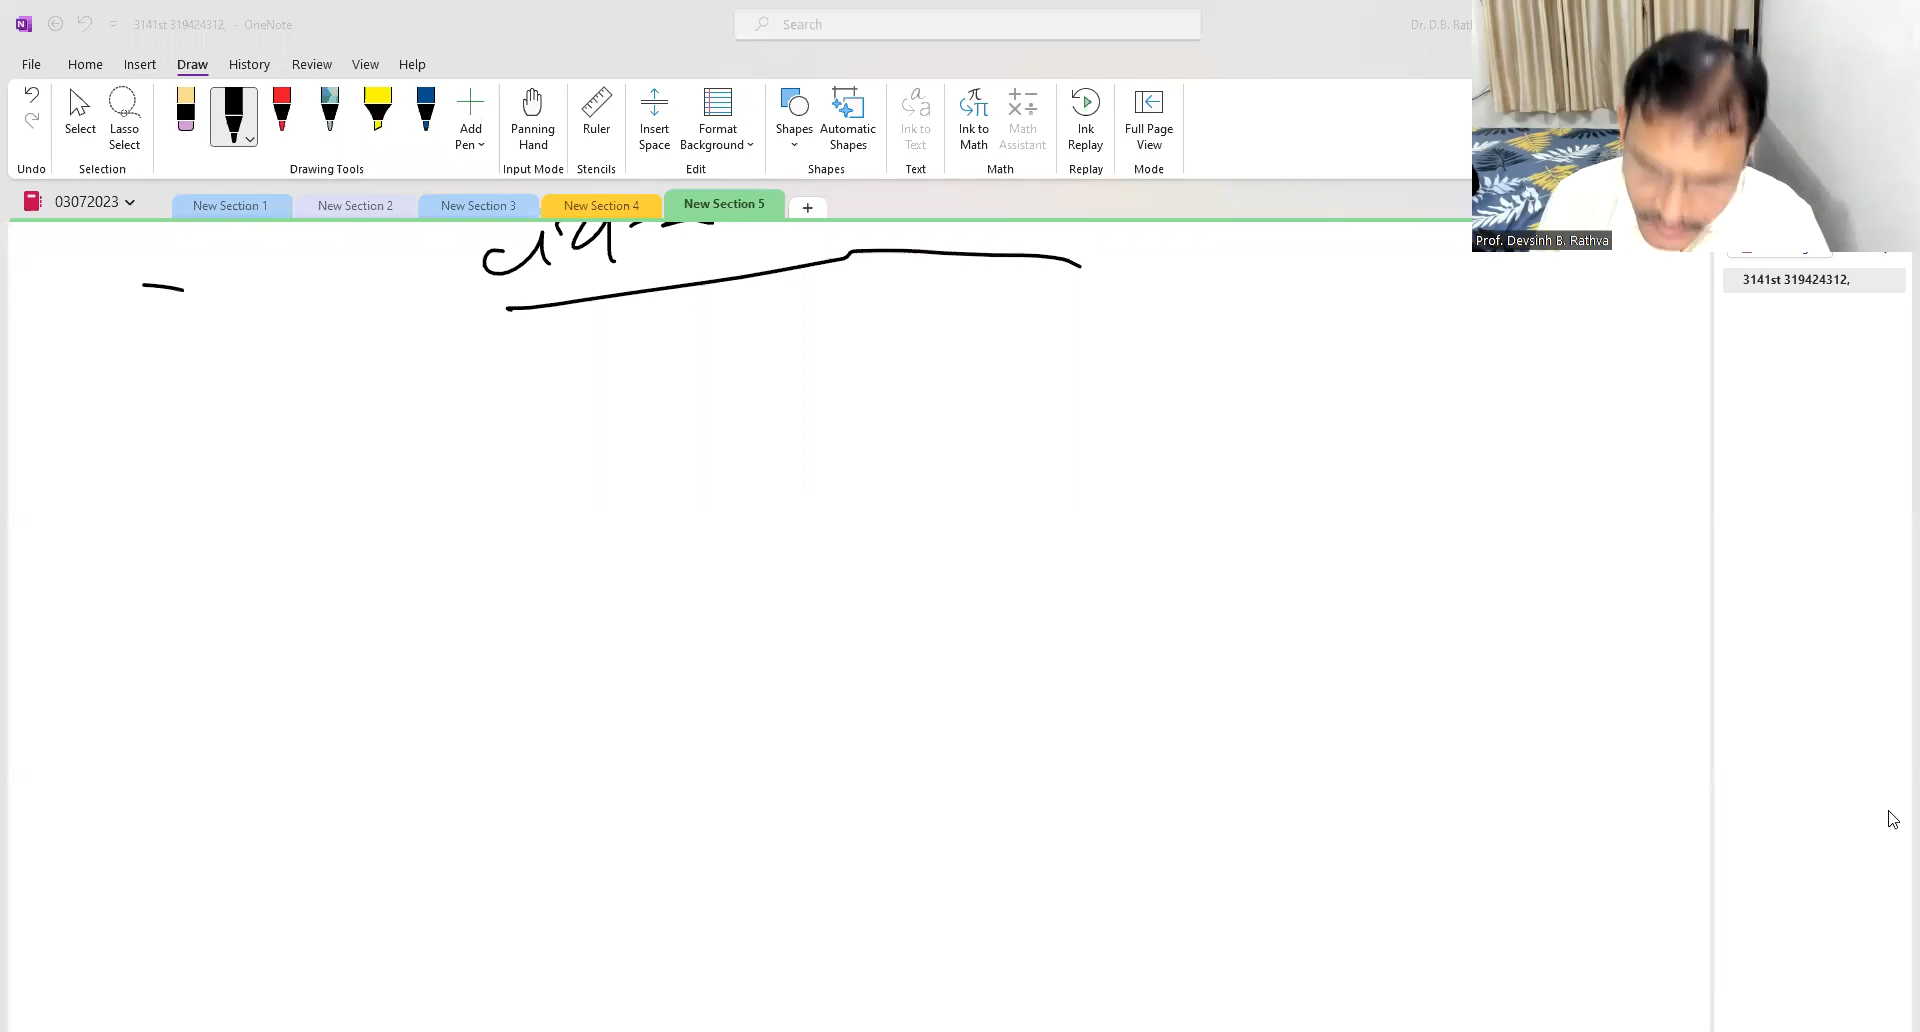 3141st 319424312, - OneNote
Search
Dr. D.B. Rat
File Home Insert Draw History Review View Help
Select
Lasso Select
Add Pen
Panning Hand
Ruler
Insert Space
Format Background
Shapes
Automatic Shapes
Ink to Text
Ink to Math
Math Assistant
Ink Replay
Full Page View
Undo Selection Drawing Tools Input Mode Stencils Edit Shapes Text Math Replay Mode
03072023 New Section 1 New Section 2 New Section 3 New Section 4 New Section 5
Prof. Devsinh B. Rathva
3141st 319424312,